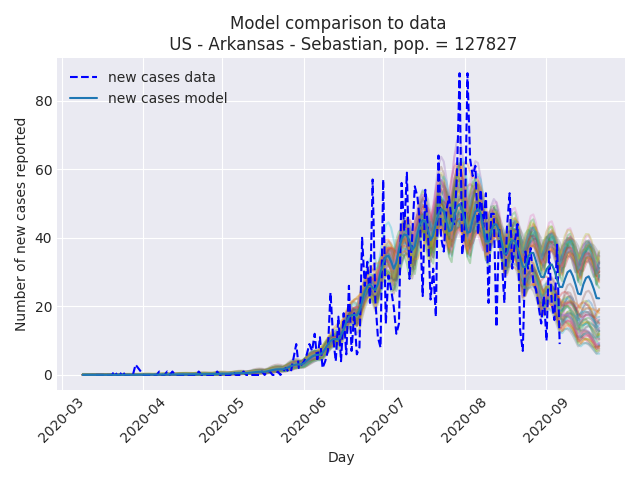 Model comparison to data
US - Arkansas - Sebastian, pop. = 127827
new cases data
new cases model
Number of new cases reported
80
60
40
20
0
2020-03
2020-04
2020-05
2020-06
2020-07
2020-08
2020-09
Day